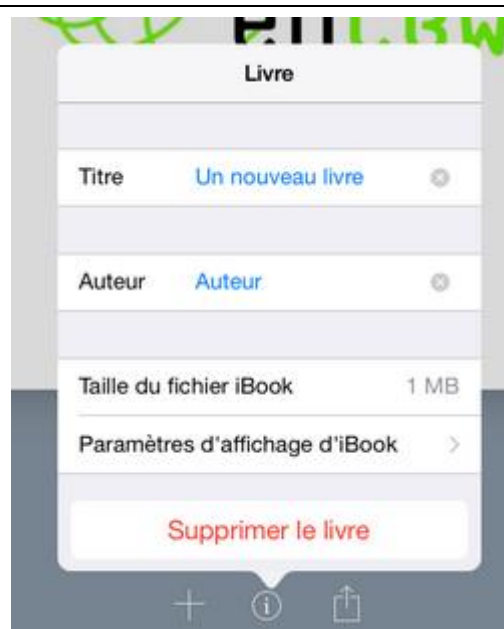 Livre
Titre Un nouveau livre
Auteur Auteur
Taille du fichier iBook 1 MB
Paramètres d'affichage d'iBook
Supprimer le livre